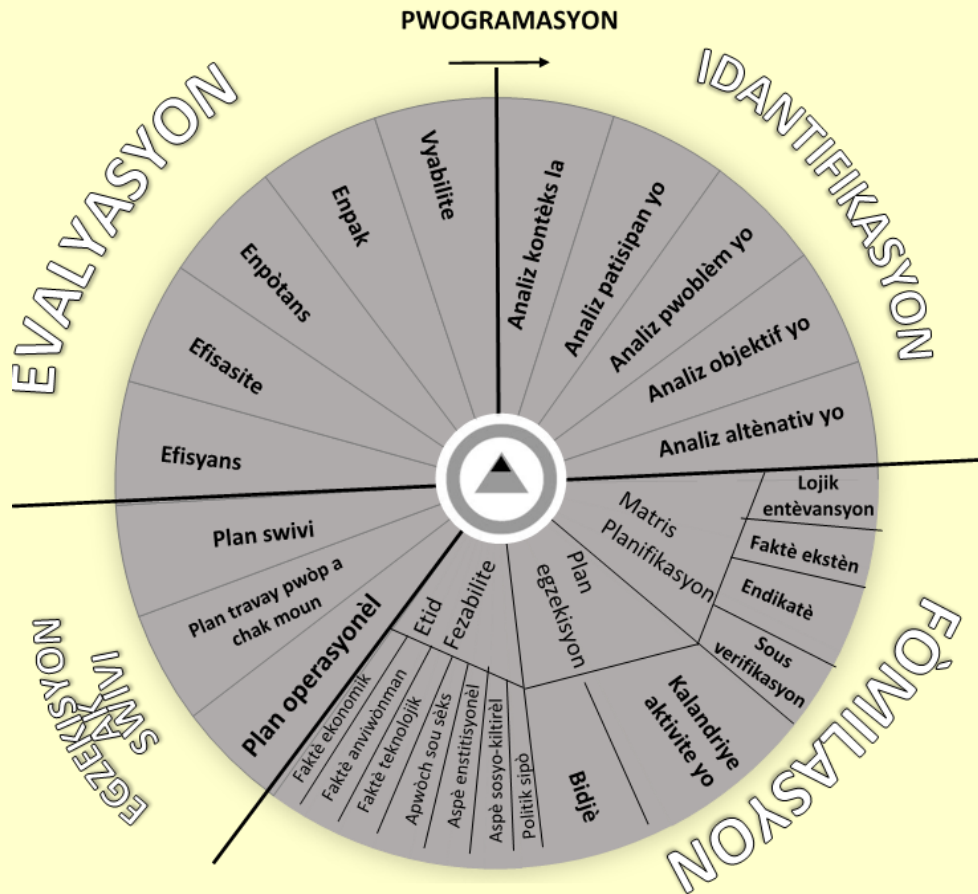 PWOGRAMASYON
IDANTIFIKASYON
Analiz kontèks la
Analiz patisipan yo
Analiz pwoblèm yo
Analiz objektif yo
Analiz altènativ yo
FÒMILASYON
Matris
Planifikasyon
Lojik
entèvansyon
Faktè ekstèn
Endikatè
Sous
verifikasyon
Plan
egzekisyon
Kalandriye
aktivite yo
Bidjè
Etid
Fezabilite
Politik sipò
Aspè sosyo-kiltirèl
Aspè enstitisyonèl
Apwòch sou sèks
Faktè teknolojik
Faktè anviwònman
Faktè ekonomik
EGZEKISYON
AK
SWIVI
Plan operasyonèl
Plan travay pwòp a
chak moun
Plan swivi
EVALYASYON
Efisyans
Efisasite
Enpòtans
Enpak
Vyabilite